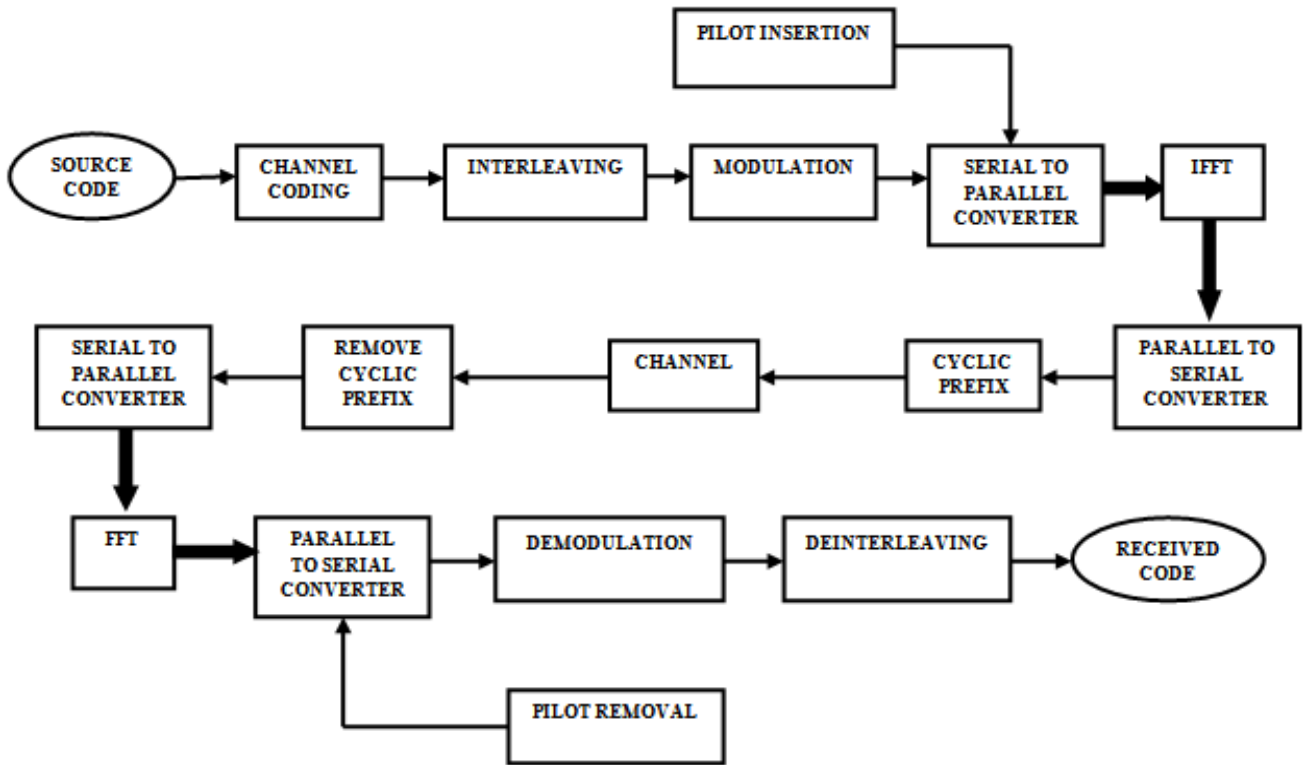 PILOT INSERTION
SOURCE
CODE
CHANNEL
CODING
INTERLEAVING
MODULATION
SERIAL TO
PARALLEL
CONVERTER
IFFT
SERIAL TO
PARALLEL
CONVERTER
REMOVE
CYCLIC
PREFIX
CHANNEL
CYCLIC
PREFIX
PARALLEL TO
SERIAL
CONVERTER
FFT
PARALLEL
TO SERIAL
CONVERTER
DEMODULATION
DEINTERLEAVING
RECEIVED
CODE
PILOT REMOVAL